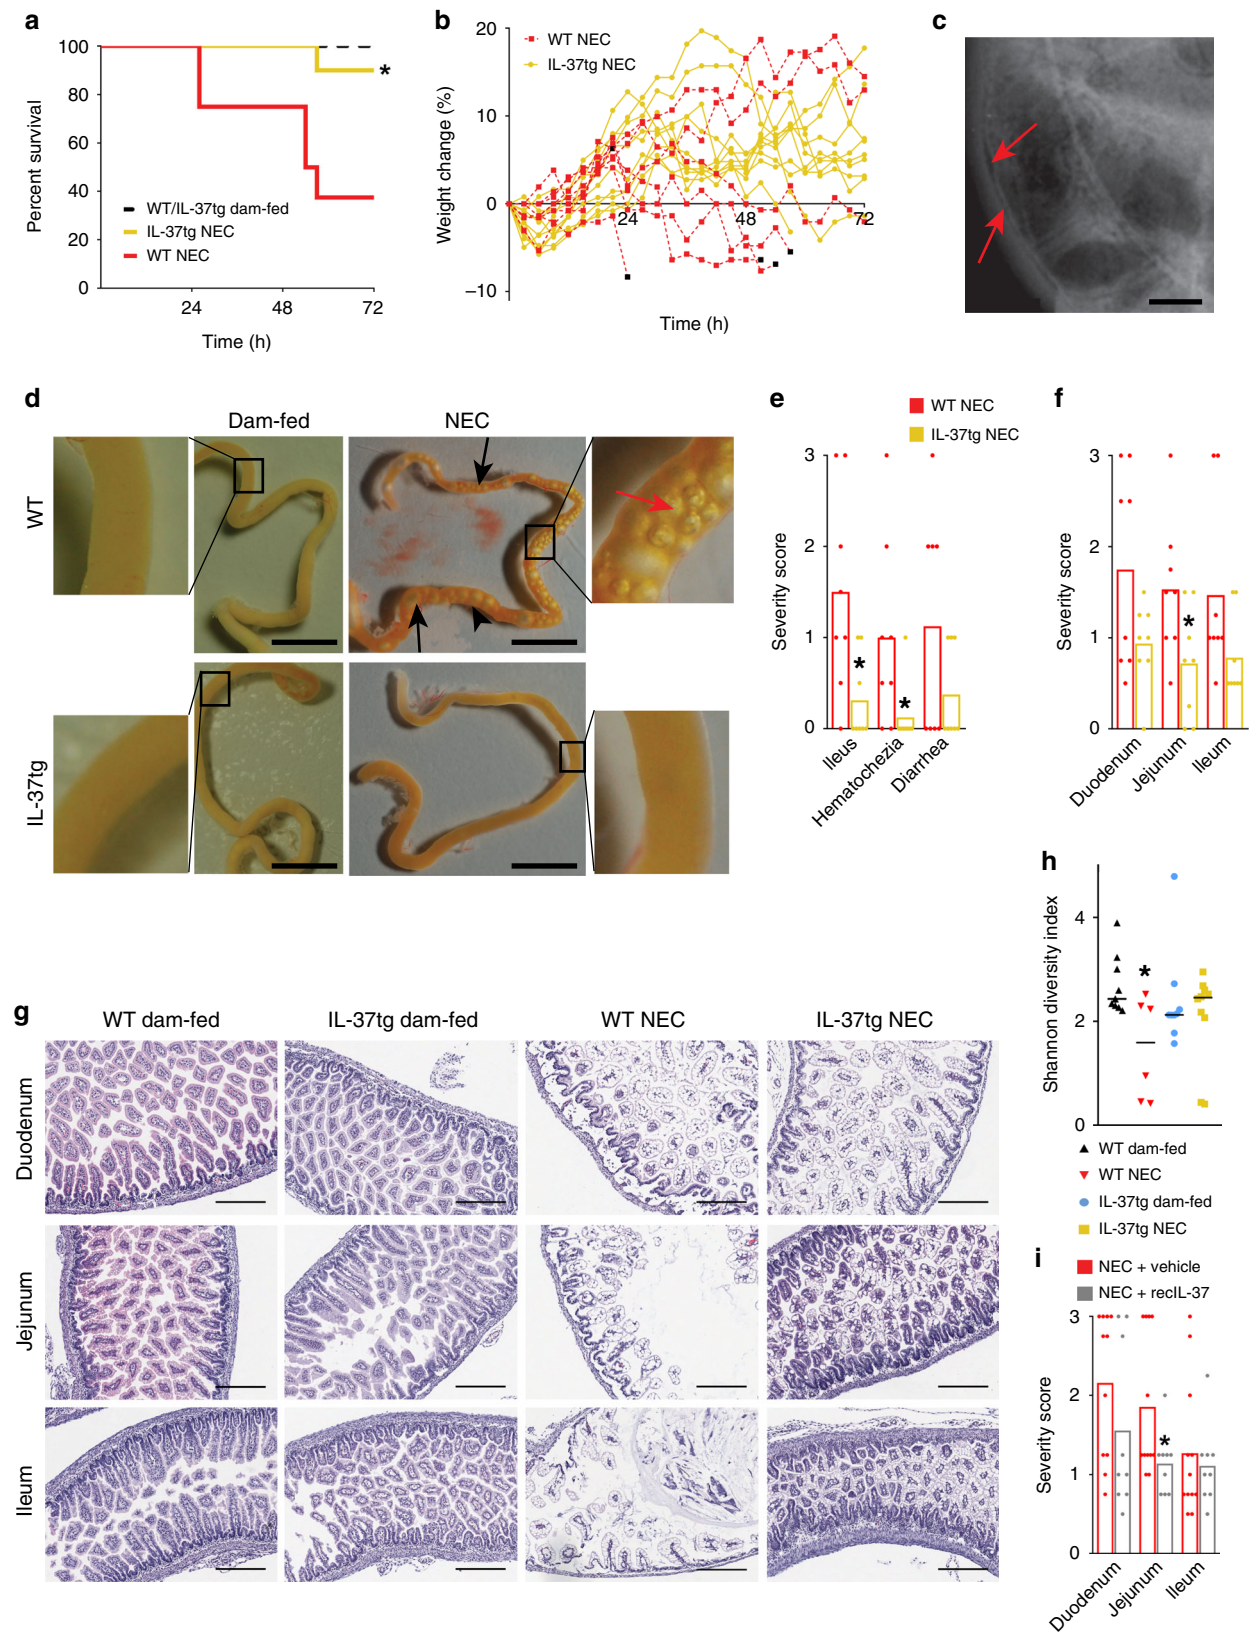 a
100
80
60
40
20
0
Percent survival
WT/IL-37tg dam-fed
IL-37tg NEC
WT NEC
*
24
48
72
Time (h)
b
20
10
0
–10
Weight change (%)
WT NEC
IL-37tg NEC
24
48
72
Time (h)
c
d
Dam-fed
NEC
WT
IL-37tg
e
WT NEC
IL-37tg NEC
3
2
1
0
Severity score
*
*
Ileus
Hematochezia
Diarrhea
f
3
2
1
0
Severity score
*
Duodenum
Jejunum
Ileum
g
WT dam-fed
IL-37tg dam-fed
WT NEC
IL-37tg NEC
Duodenum
Jejunum
Ileum
h
4
2
0
Shannon diversity index
*
WT dam-fed
WT NEC
IL-37tg dam-fed
IL-37tg NEC
i
NEC + vehicle
NEC + recIL-37
3
2
1
0
Severity score
*
Duodenum
Jejunum
Ileum